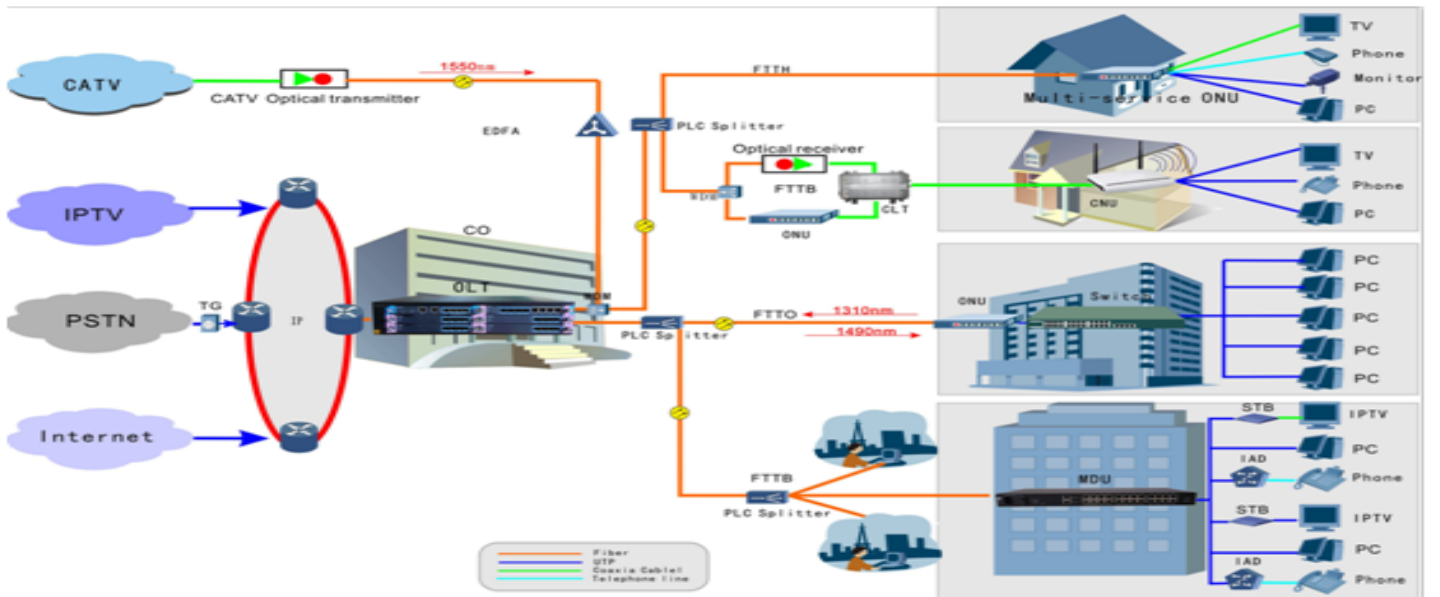 CATV
CATV Optical transmitter
1550nm
EDFA
PLC Splitter
FTTH
Multi-service ONU
TV
Phone
Monitor
PC
Optical receiver
FTTB
ONU
CLT
CNU
TV
Phone
PC
IPTV
PSTN
TG
IP
Internet
CO
OLT
WDM
PLC Splitter
FTTO
1310nm
1490nm
ONU
Switch
PC
PC
PC
PC
PC
FTTB
PLC Splitter
MDU
STB
IPTV
PC
IAD
Phone
STB
IPTV
PC
IAD
Phone
Fiber
UTP
Coaxia Cablel
Telephone line